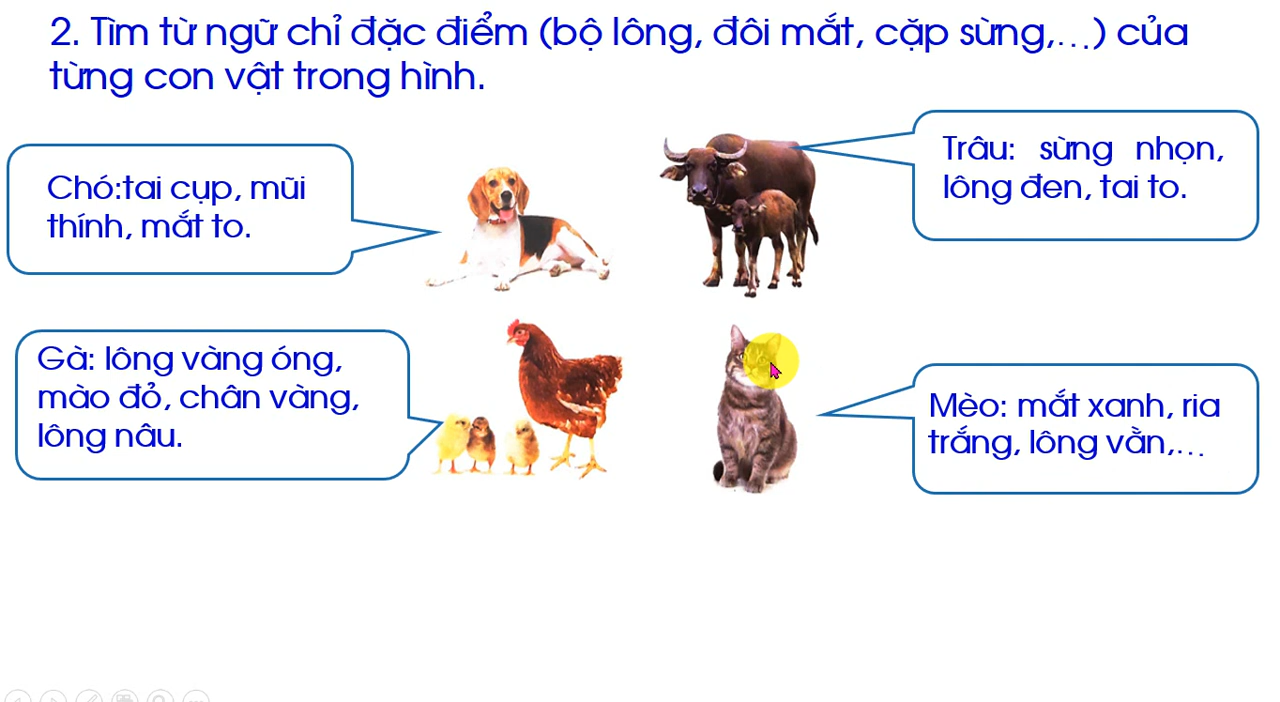 2. Tìm từ ngữ chỉ đặc điểm (bộ lông, đôi mắt, cặp sừng,...) của
từng con vật trong hình.
Chó:tai cụp, mũi
thính, mắt to.
Trâu: sừng nhọn,
lông đen, tai to.
Gà: lông vàng óng,
mào đỏ, chân vàng,
lông nâu.
Mèo: mắt xanh, ria
trắng, lông vằn,...